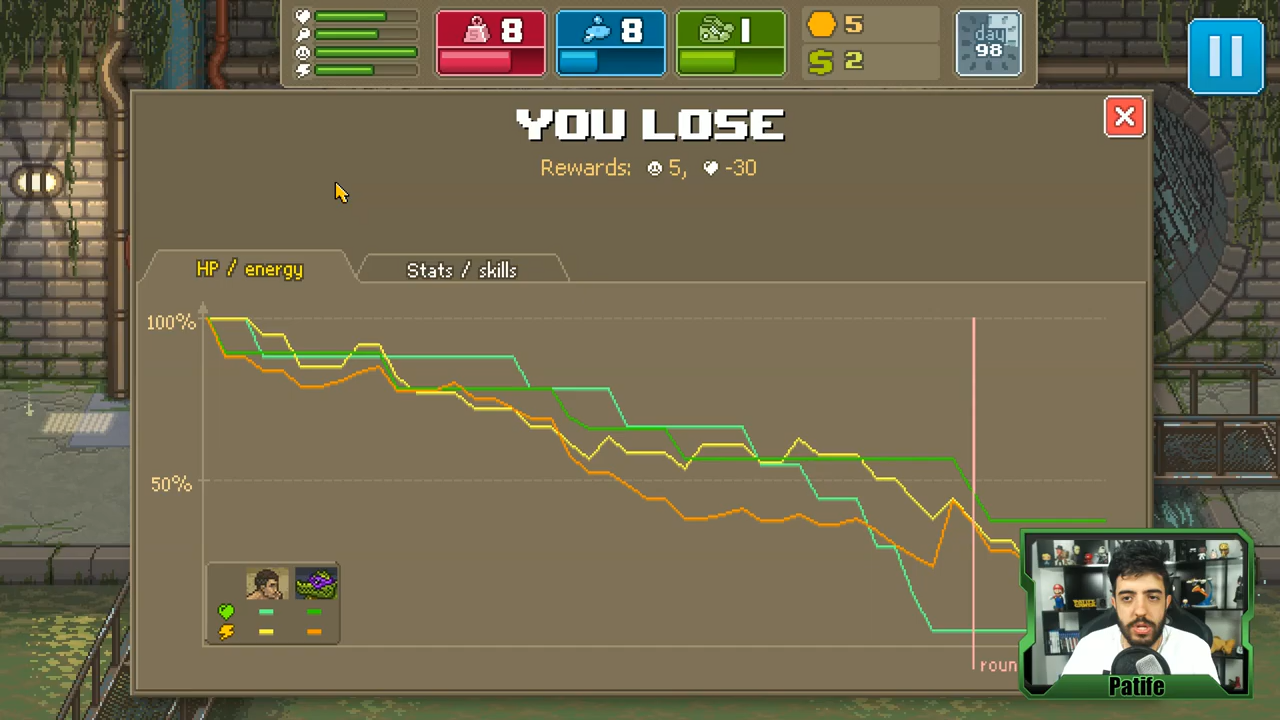 8
8
1
5
2
day
98
YOU LOSE
Rewards: 5, -30
HP / energy
Stats / skills
100%
50%
roun
Patife